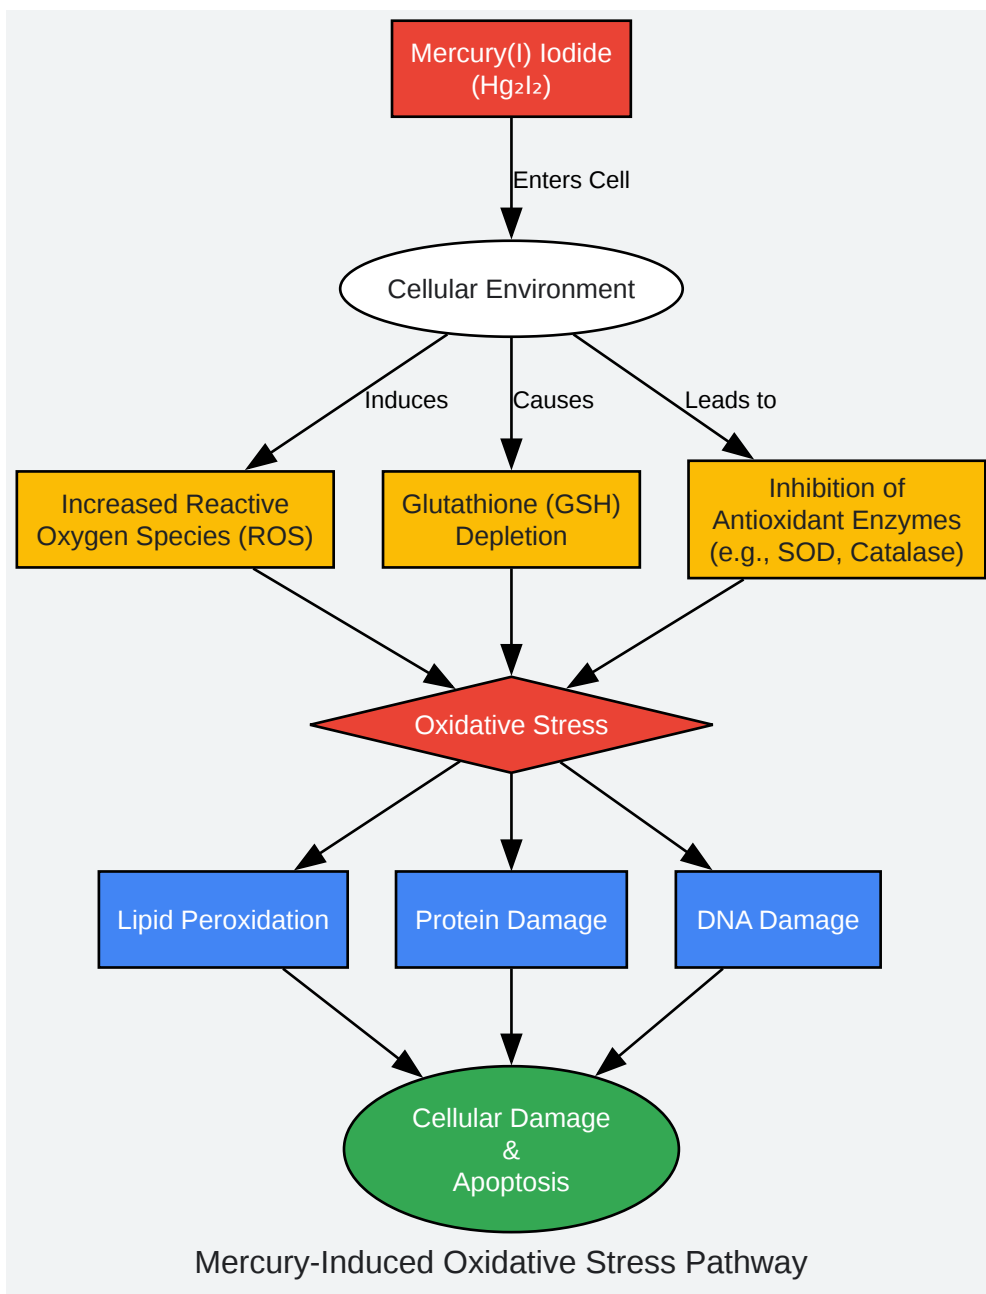 Mercury(I) Iodide
(Hg₂I₂)
Enters Cell
Cellular Environment
Induces
Causes
Leads to
Increased Reactive
Oxygen Species (ROS)
Glutathione (GSH)
Depletion
Inhibition of
Antioxidant Enzymes
(e.g., SOD, Catalase)
Oxidative Stress
Lipid Peroxidation
Protein Damage
DNA Damage
Cellular Damage
&
Apoptosis
Mercury-Induced Oxidative Stress Pathway